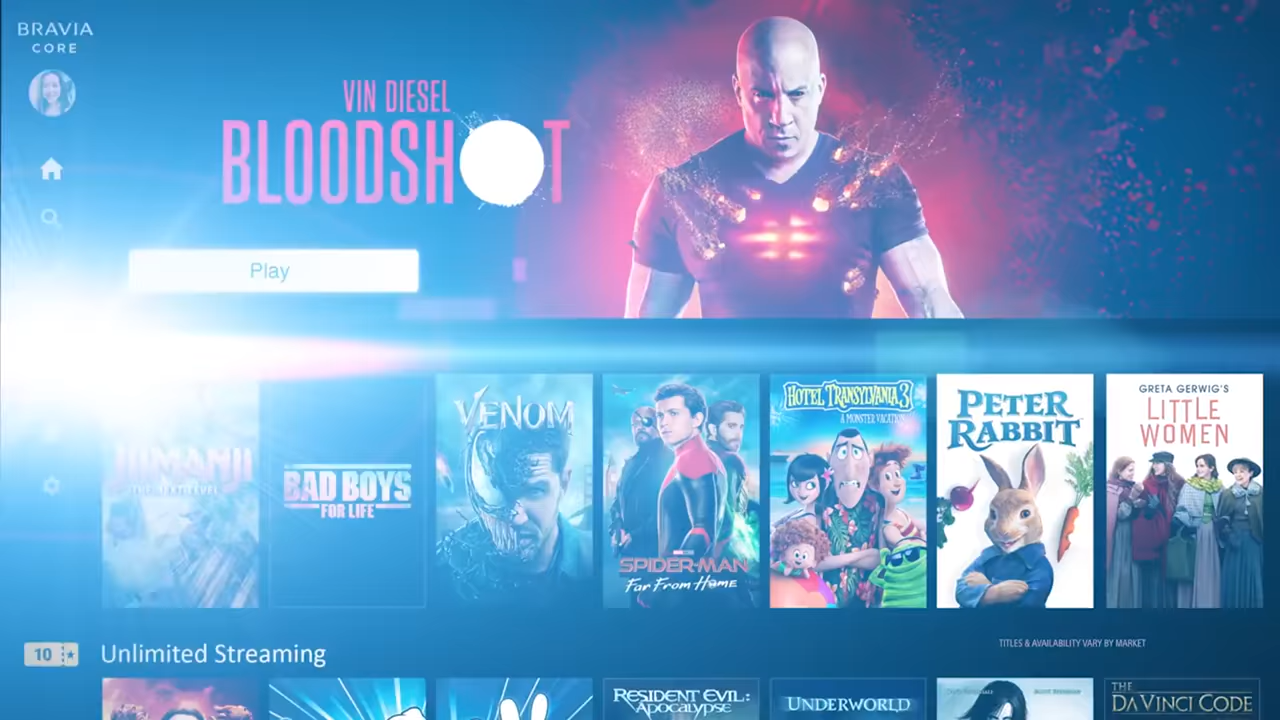 BRAVIA
CORE
VIN DIESEL
BLOODSHOT
Play
JUMANJI
THE NEXT LEVEL
BAD BOYS
FOR LIFE
VENOM
SPIDER-MAN
Far From Home
HOTEL TRANSYLVANIA 3
A MONSTER VACATION
PETER
RABBIT
GRETA GERWIG'S
LITTLE
WOMEN
10
Unlimited Streaming
TITLES & AVAILABILITY VARY BY MARKET
RESIDENT EVIL:
APOCALYPSE
UNDERWORLD
THE
DA VINCI CODE